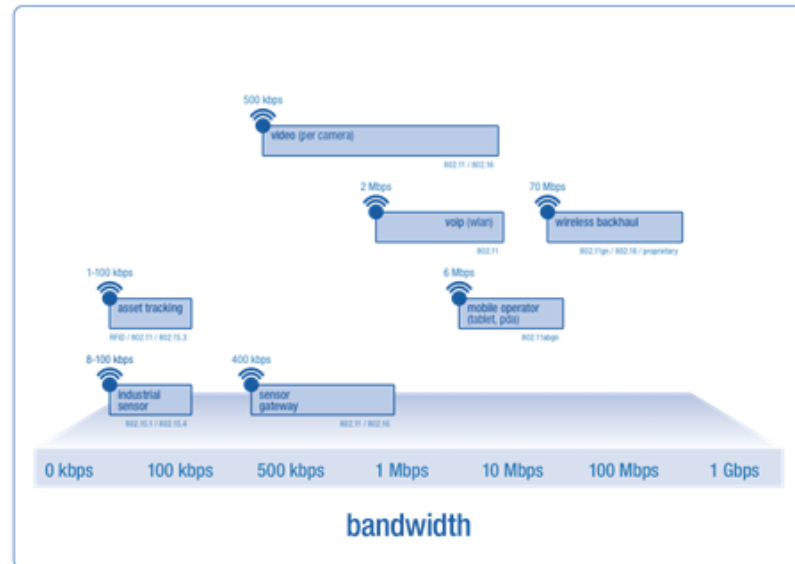 500 kbps
video (per camera)
802.11 / 802.16
2 Mbps
voip (wlan)
802.11
70 Mbps
wireless backhaul
802.11gn / 802.16 / proprietary
1-100 kbps
asset tracking
RFID / 802.11 / 802.15.3
6 Mbps
mobile operator
(tablet, pda)
802.11abgn
8-100 kbps
industrial
sensor
802.15.1 / 802.15.4
400 kbps
sensor
gateway
802.11 / 802.16
0 kbps 100 kbps 500 kbps 1 Mbps 10 Mbps 100 Mbps 1 Gbps
bandwidth